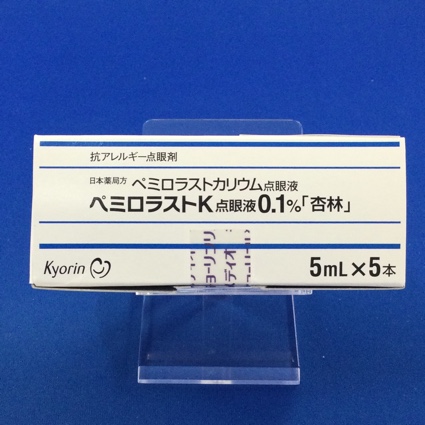 抗アレルギー点眼剤
日本薬局方 ペミロラストカリウム点眼液
ペミロラストK点眼液0.1%「杏林」
Kyorin
5mL×5本